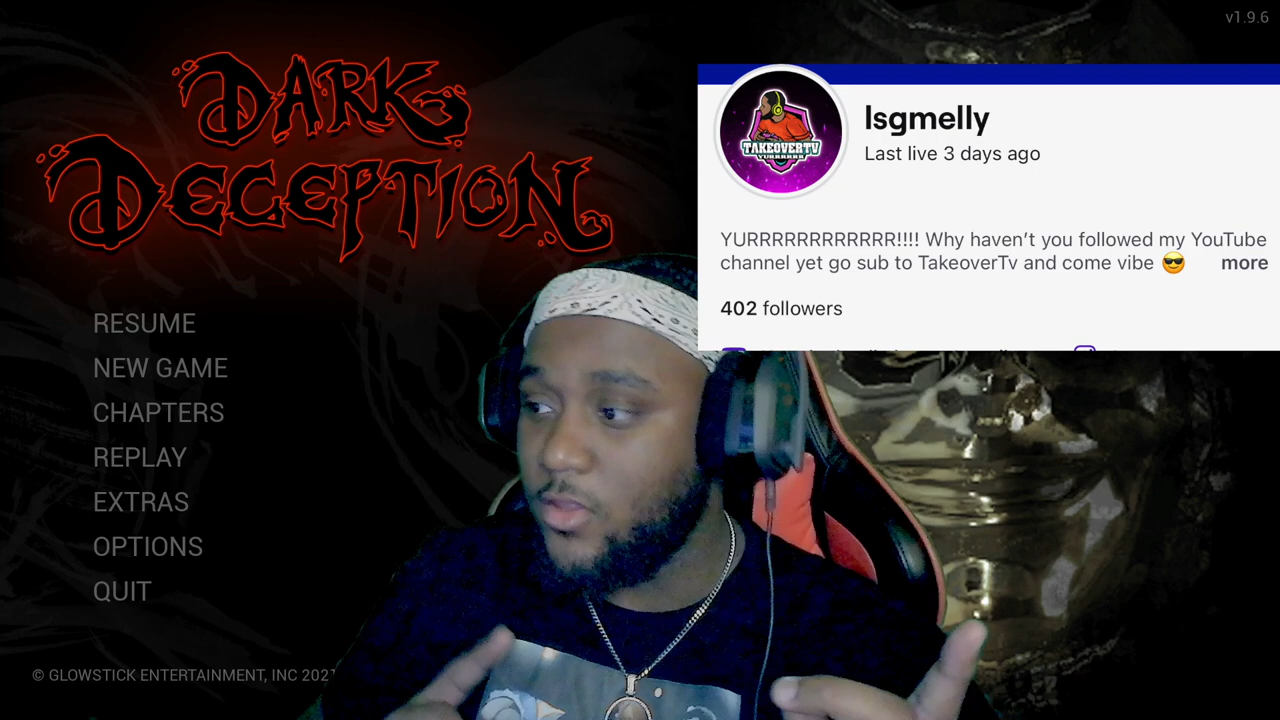 v1.9.6
DARK
DECEPTION
RESUME
NEW GAME
CHAPTERS
REPLAY
EXTRAS
OPTIONS
QUIT
© GLOWSTICK ENTERTAINMENT, INC 2021
TAKEOVERTV
YURRRRRR
lsgmelly
Last live 3 days ago
YURRRRRRRRRRRR!!!! Why haven’t you followed my YouTube
channel yet go sub to TakeoverTv and come vibe 😎 more
402 followers